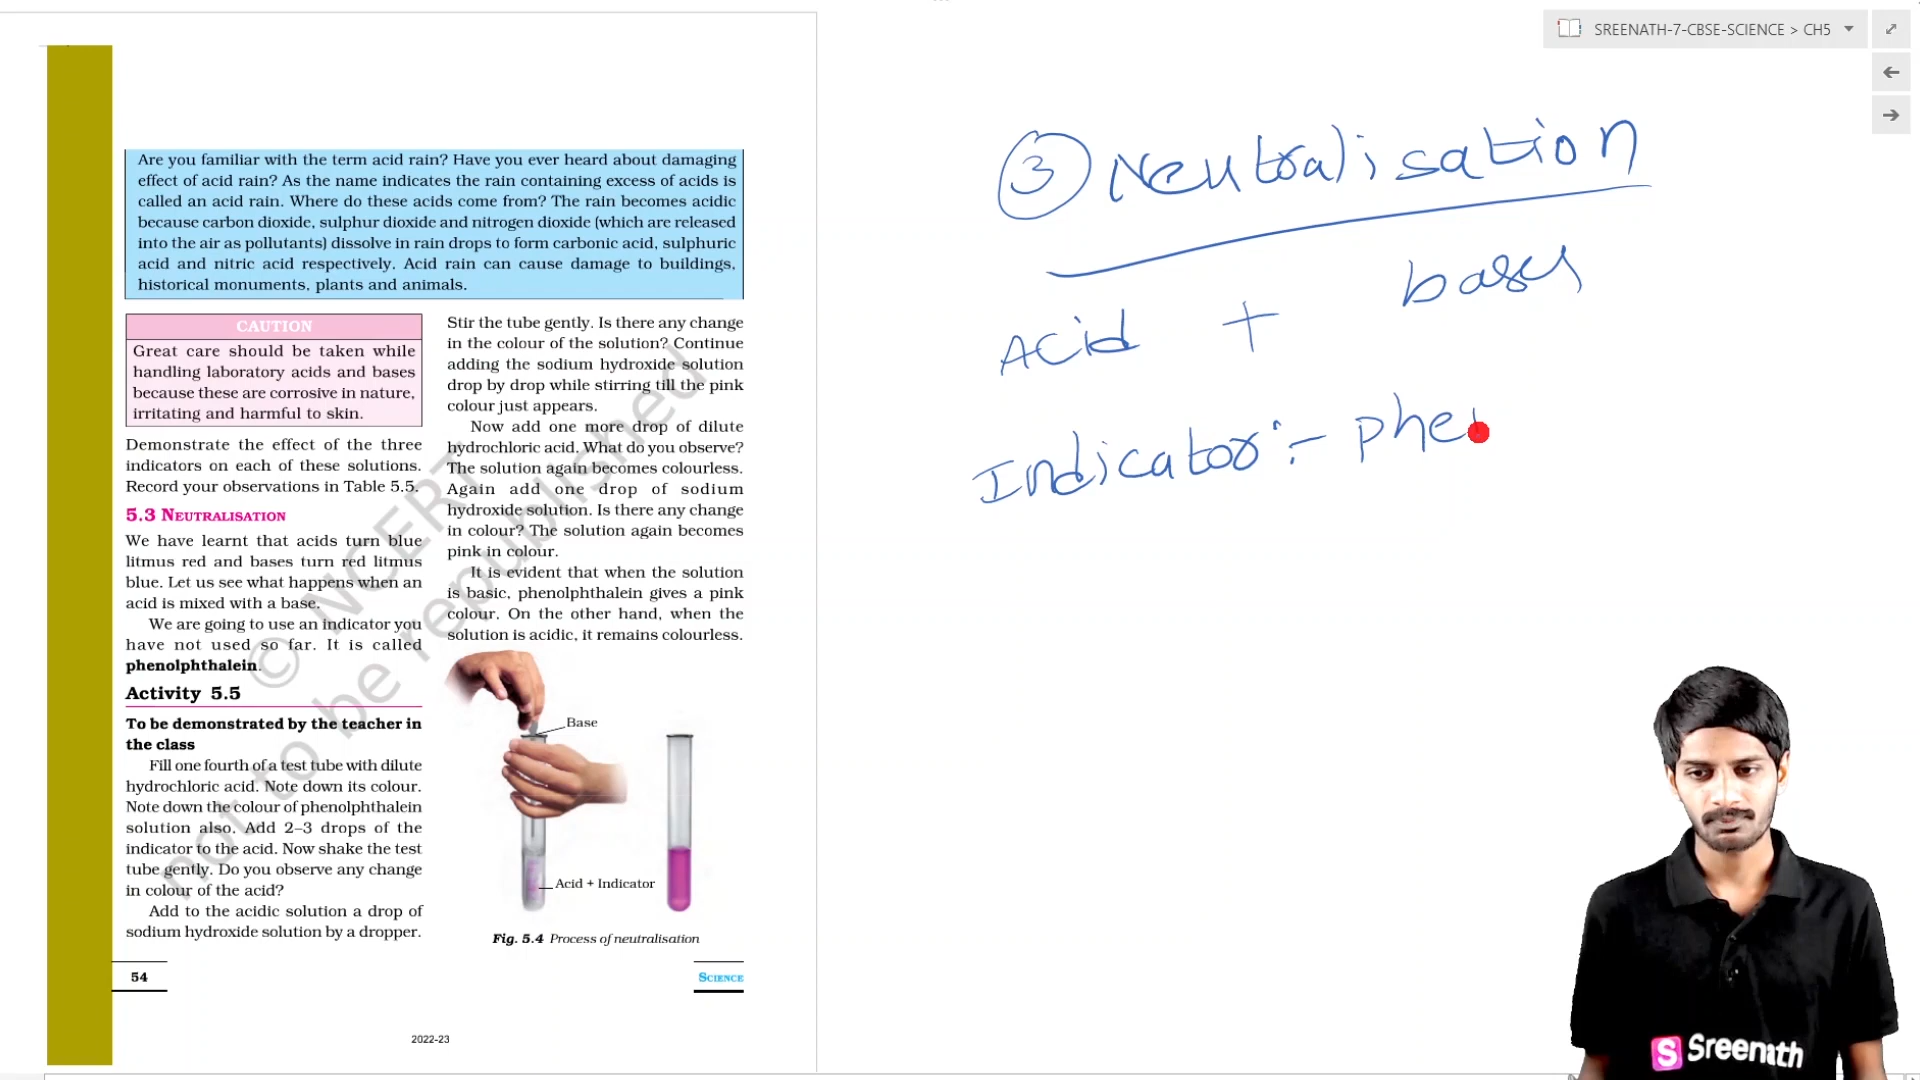 SREENATH-7-CBSE-SCIENCE > CH5
Are you familiar with the term acid rain? Have you ever heard about damaging
effect of acid rain? As the name indicates the rain containing excess of acids is
called an acid rain. Where do these acids come from? The rain becomes acidic
because carbon dioxide, sulphur dioxide and nitrogen dioxide (which are released
into the air as pollutants) dissolve in rain drops to form carbonic acid, sulphuric
acid and nitric acid respectively. Acid rain can cause damage to buildings,
historical monuments, plants and animals.
CAUTION
Great care should be taken while
handling laboratory acids and bases
because these are corrosive in nature,
irritating and harmful to skin.
Demonstrate the effect of the three
indicators on each of these solutions.
Record your observations in Table 5.5.
5.3 NEUTRALISATION
We have learnt that acids turn blue
litmus red and bases turn red litmus
blue. Let us see what happens when an
acid is mixed with a base.
We are going to use an indicator you
have not used so far. It is called
phenolphthalein.
Activity 5.5
To be demonstrated by the teacher in
the class
Fill one fourth of a test tube with dilute
hydrochloric acid. Note down its colour.
Note down the colour of phenolphthalein
solution also. Add 2–3 drops of the
indicator to the acid. Now shake the test
tube gently. Do you observe any change
in colour of the acid?
Add to the acidic solution a drop of
sodium hydroxide solution by a dropper.
Stir the tube gently. Is there any change
in the colour of the solution? Continue
adding the sodium hydroxide solution
drop by drop while stirring till the pink
colour just appears.
Now add one more drop of dilute
hydrochloric acid. What do you observe?
The solution again becomes colourless.
Again add one drop of sodium
hydroxide solution. Is there any change
in colour? The solution again becomes
pink in colour.
It is evident that when the solution
is basic, phenolphthalein gives a pink
colour. On the other hand, when the
solution is acidic, it remains colourless.
Base
Acid + Indicator
Fig. 5.4 Process of neutralisation
54
SCIENCE
2022-23
© NCERT
not to be republished
3 Neutralisation
Acid + bases
Indicator :- phe
S Sreenath